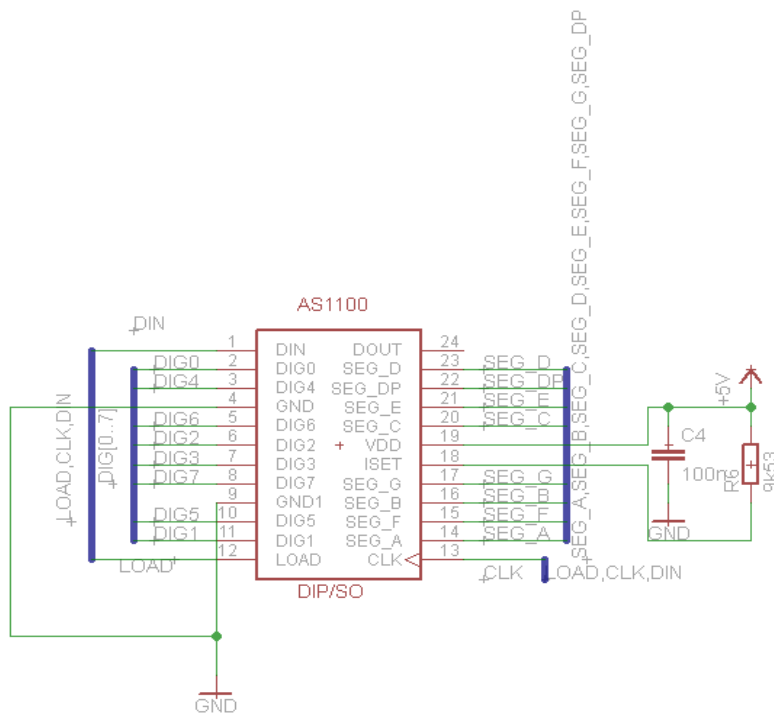 SEG_A,SEG_B,SEG_C,SEG_D,SEG_E,SEG_F,SEG_G,SEG_DP
AS1100
DIN
1 DIN DOUT 24
DIG0 2 DIG0 SEG_D 23 SEG_D
DIG4 3 DIG4 SEG_DP 22 SEG_DP
4 GND SEG_E 21 SEG_E
DIG6 5 DIG6 SEG_C 20 SEG_C
DIG2 6 DIG2 VDD 19
DIG3 7 DIG3 ISET 18
DIG7 8 DIG7 SEG_G 17 SEG_G
9 GND1 SEG_B 16 SEG_B
DIG5 10 DIG5 SEG_F 15 SEG_F
DIG1 11 DIG1 SEG_A 14 SEG_A
LOAD 12 LOAD CLK 13
CLK LOAD,CLK,DIN
DIP/SO
LOAD,CLK,DIN
DIG[0..7]
+5V
C4
100n
R6
9k53
GND
GND